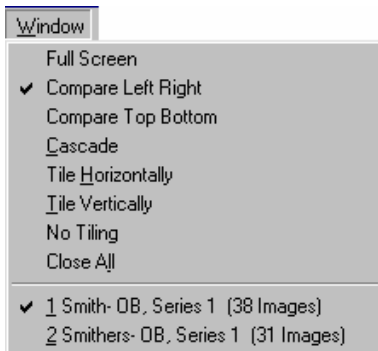 Window
Full Screen
✔ Compare Left Right
Compare Top Bottom
Cascade
Tile Horizontally
Tile Vertically
No Tiling
Close All
✔ 1 Smith- OB, Series 1 (38 Images)
2 Smithers- OB, Series 1 (31 Images)